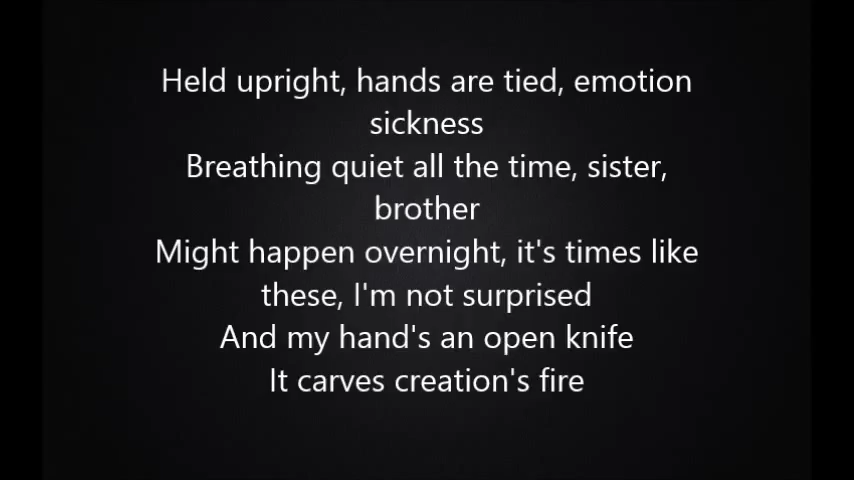 Held upright, hands are tied, emotion
sickness
Breathing quiet all the time, sister,
brother
Might happen overnight, it's times like
these, I'm not surprised
And my hand's an open knife
It carves creation's fire